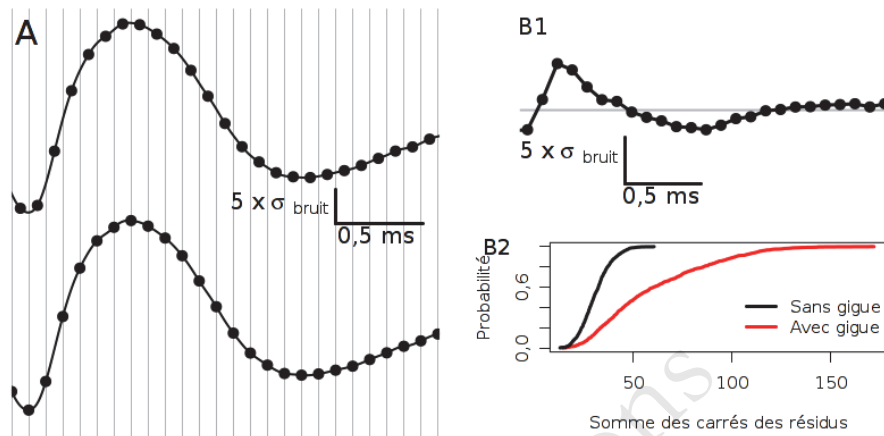 A
5 x σ bruit
0,5 ms
B1
5 x σ bruit
0,5 ms
B2
Probabilité
0,6
0,0
Sans gigue
Avec gigue
50
100
150
Somme des carrés des résidus